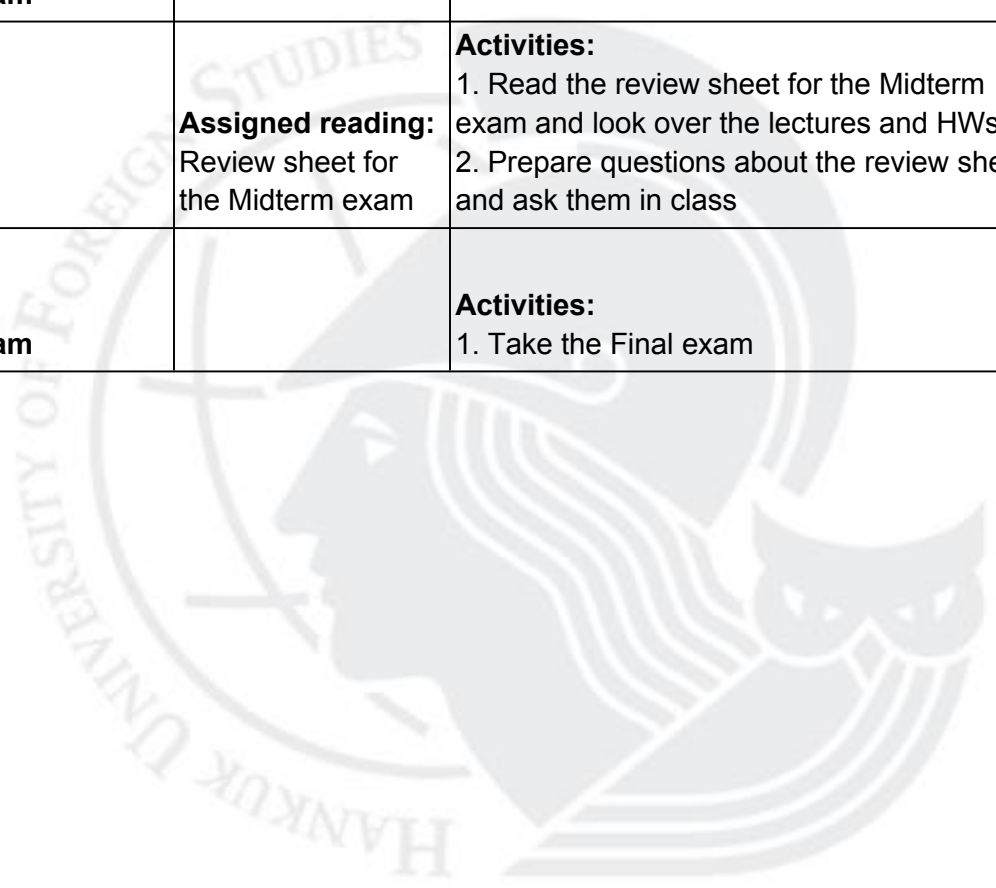 am
Assigned reading:
Review sheet for
the Midterm exam
Activities:
1. Read the review sheet for the Midterm
exam and look over the lectures and HWs
2. Prepare questions about the review she
and ask them in class
am
Activities:
1. Take the Final exam
HANKUK UNIVERSITY OF FOREIGN STUDIES